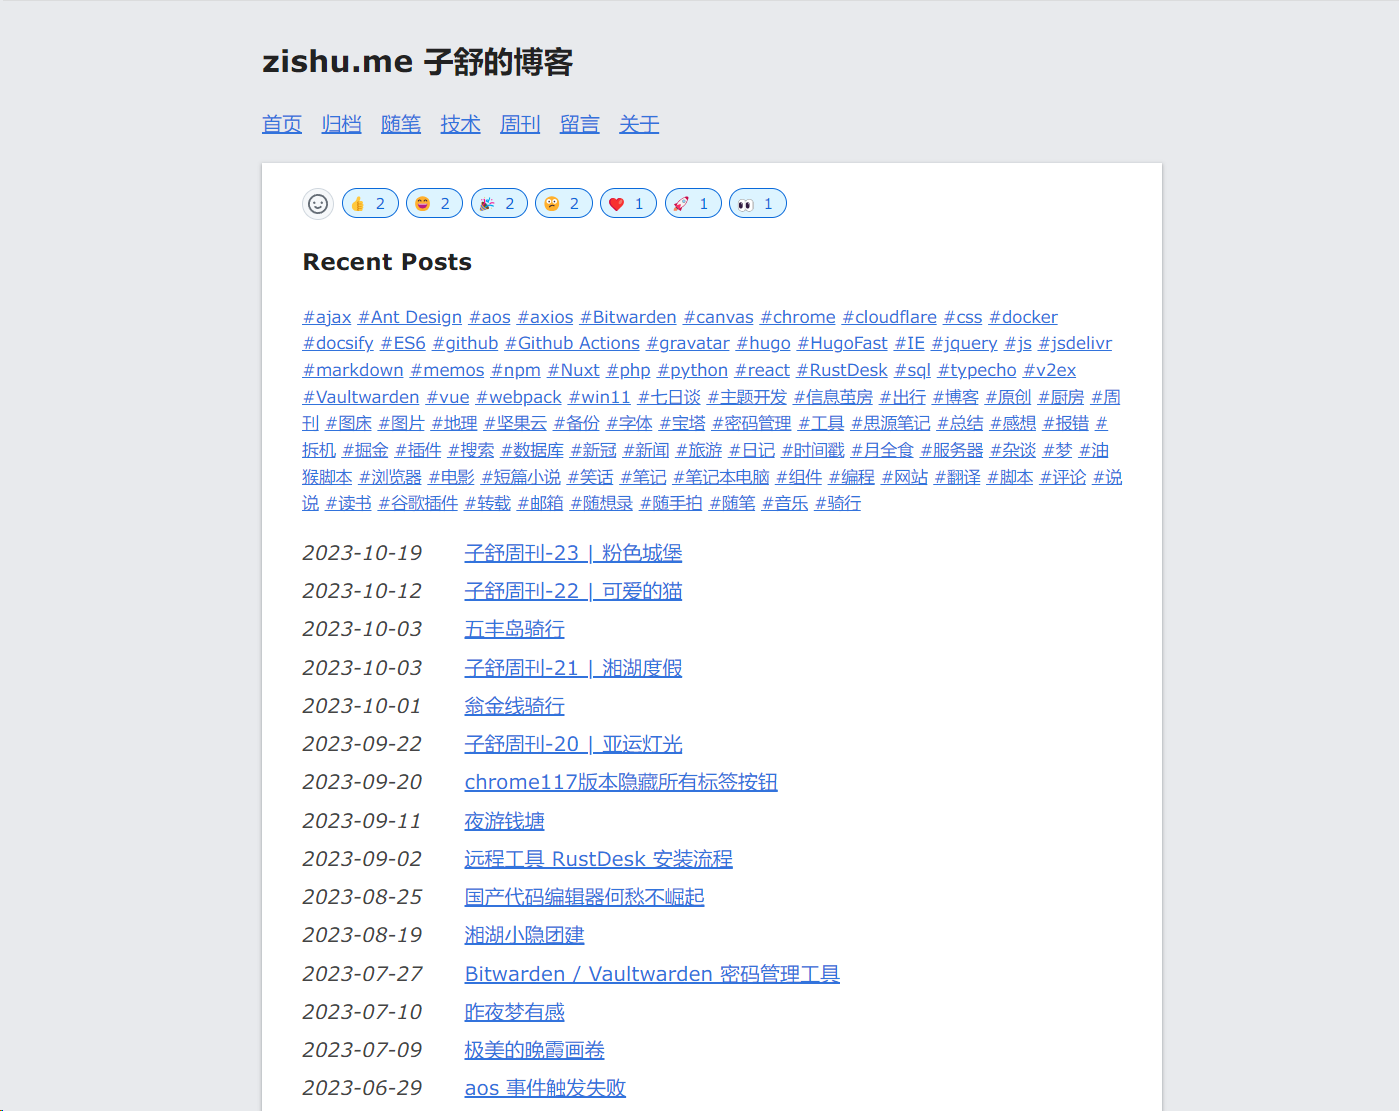 zishu.me 子舒的博客
首页 归档 随笔 技术 周刊 留言 关于
2 2 2 2 1 1 1
Recent Posts
#ajax #Ant Design #aos #axios #Bitwarden #canvas #chrome #cloudflare #css #docker
#docsify #ES6 #github #Github Actions #gravatar #hugo #HugoFast #IE #jquery #js #jsdelivr
#markdown #memos #npm #Nuxt #php #python #react #RustDesk #sql #typecho #v2ex
#Vaultwarden #vue #webpack #win11 #七日谈 #主题开发 #信息茧房 #出行 #博客 #原创 #厨房 #周
刊 #图床 #图片 #地理 #坚果云 #备份 #字体 #宝塔 #密码管理 #工具 #思源笔记 #总结 #感想 #报错 #
拆机 #掘金 #插件 #搜索 #数据库 #新冠 #新闻 #旅游 #日记 #时间戳 #月全食 #服务器 #杂谈 #梦 #油
猴脚本 #浏览器 #电影 #短篇小说 #笑话 #笔记 #笔记本电脑 #组件 #编程 #网站 #翻译 #脚本 #评论 #说
说 #读书 #谷歌插件 #转载 #邮箱 #随想录 #随手拍 #随笔 #音乐 #骑行
2023-10-19 子舒周刊-23 | 粉色城堡
2023-10-12 子舒周刊-22 | 可爱的猫
2023-10-03 五丰岛骑行
2023-10-03 子舒周刊-21 | 湘湖度假
2023-10-01 翁金线骑行
2023-09-22 子舒周刊-20 | 亚运灯光
2023-09-20 chrome117版本隐藏所有标签按钮
2023-09-11 夜游钱塘
2023-09-02 远程工具 RustDesk 安装流程
2023-08-25 国产代码编辑器何愁不崛起
2023-08-19 湘湖小隐团建
2023-07-27 Bitwarden / Vaultwarden 密码管理工具
2023-07-10 昨夜梦有感
2023-07-09 极美的晚霞画卷
2023-06-29 aos 事件触发失败